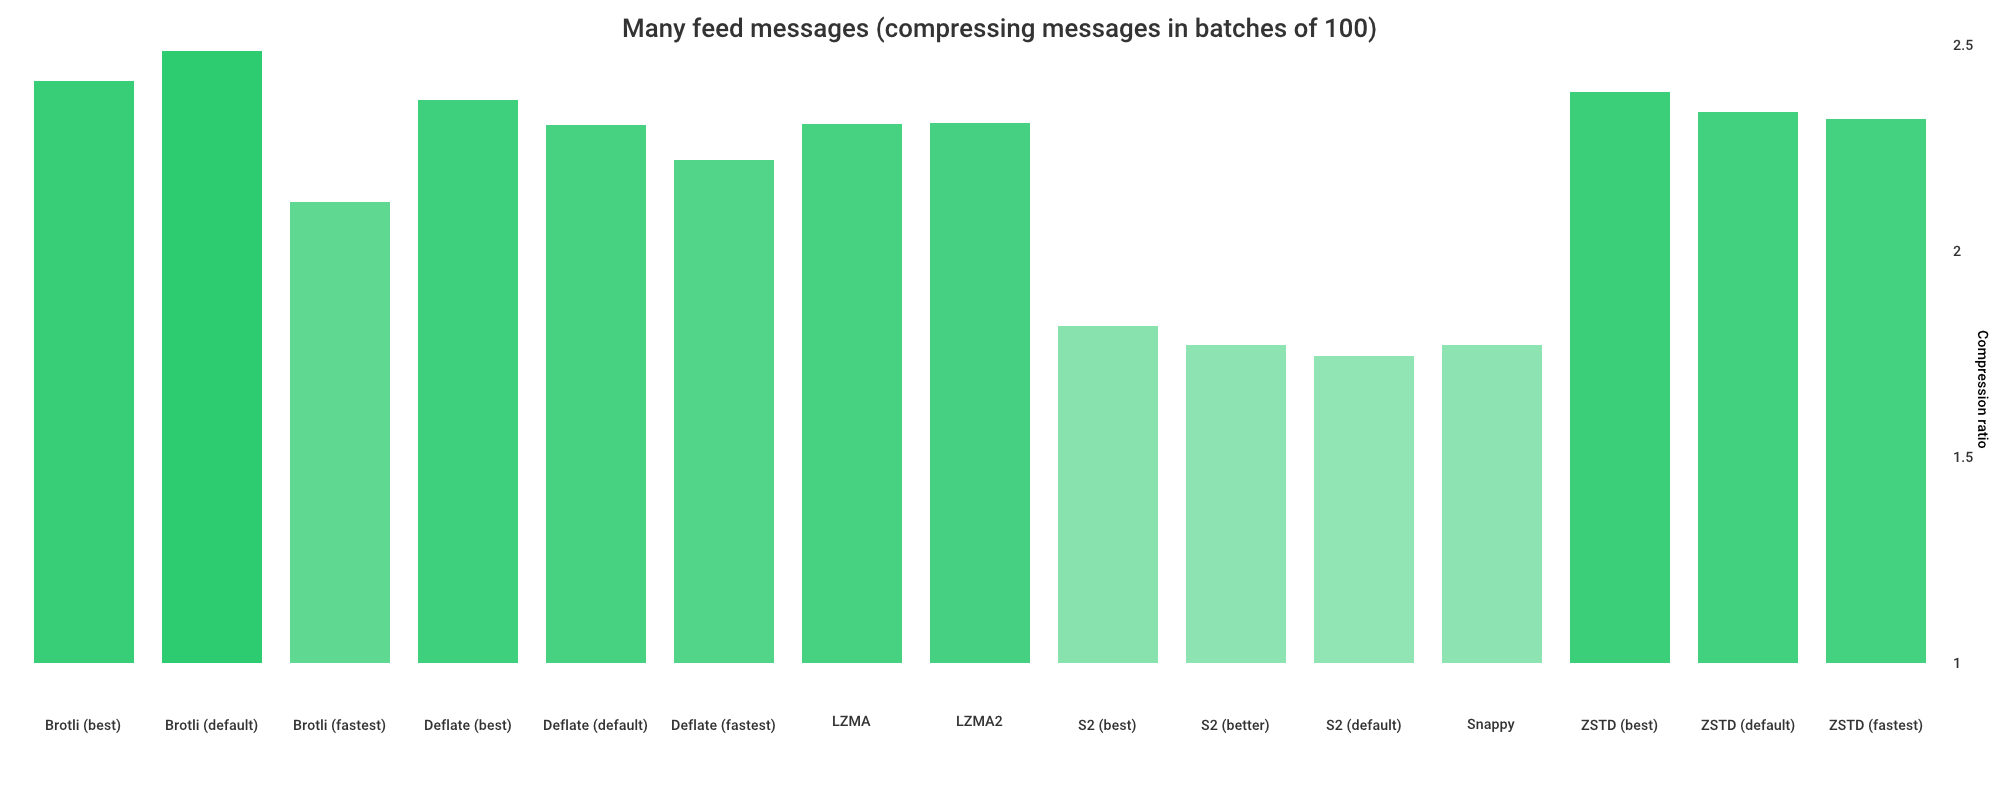 Many feed messages (compressing messages in batches of 100)
2.5
2
1.5
1
Compression ratio
Brotli (best)
Brotli (default)
Brotli (fastest)
Deflate (best)
Deflate (default)
Deflate (fastest)
LZMA
LZMA2
S2 (best)
S2 (better)
S2 (default)
Snappy
ZSTD (best)
ZSTD (default)
ZSTD (fastest)